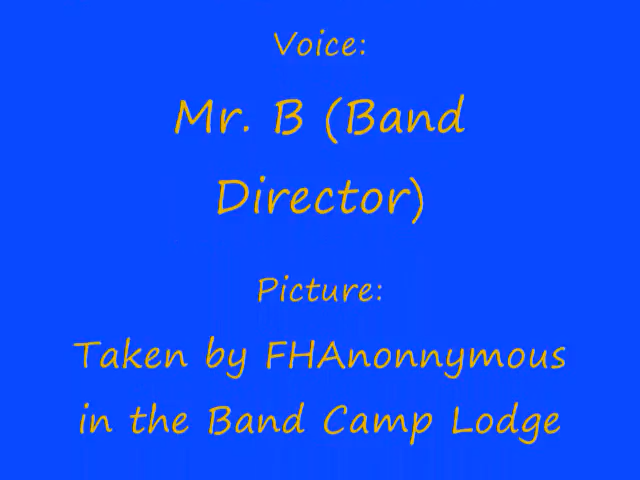 Voice:
Mr. B (Band
Director)
Picture:
Taken by FHAnonnymous
in the Band Camp Lodge